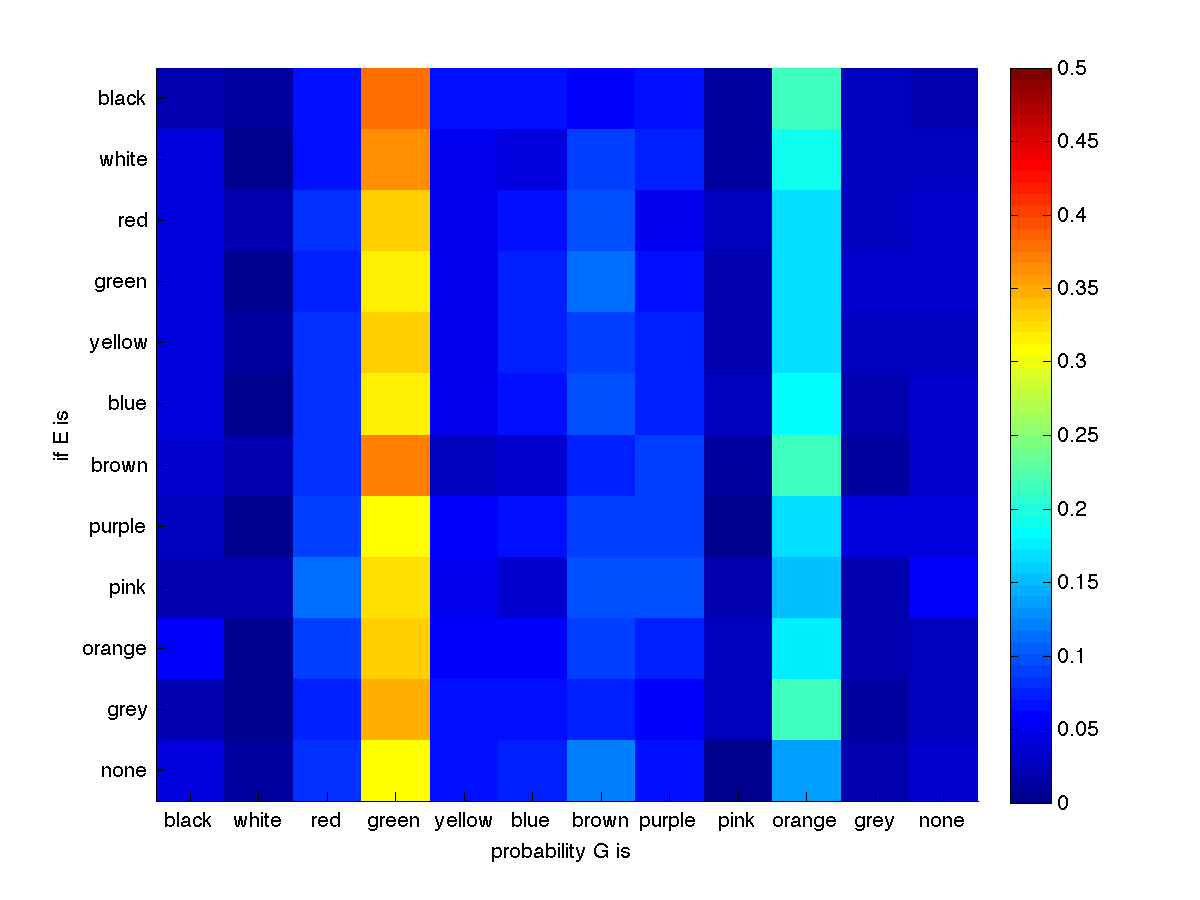 if E is
black
white
red
green
yellow
blue
brown
purple
pink
orange
grey
none
black white red green yellow blue brown purple pink orange grey none
probability G is
0.5
0.45
0.4
0.35
0.3
0.25
0.2
0.15
0.1
0.05
0